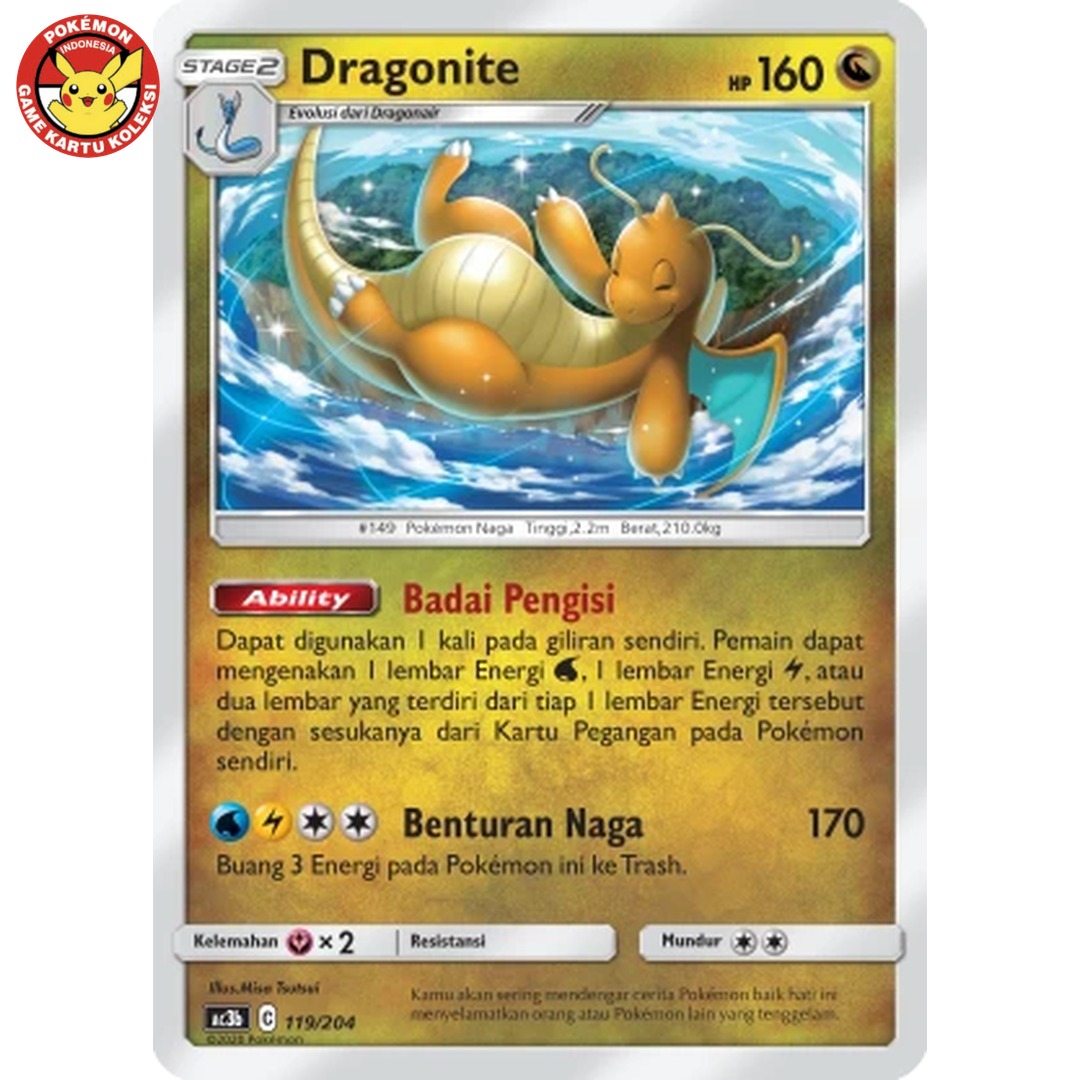 POKÉMON
INDONESIA
GAME KARTU KOLEKSI
STAGE 2
Dragonite
HP 160
Evolusi dari Dragonair
#149 Pokémon Naga Tinggi,2.2m Berat,210.0kg
Ability Badai Pengisi
Dapat digunakan 1 kali pada giliran sendiri. Pemain dapat
mengenakan 1 lembar Energi , 1 lembar Energi , atau
dua lembar yang terdiri dari tiap 1 lembar Energi tersebut
dengan sesukanya dari Kartu Pegangan pada Pokémon
sendiri.
Benturan Naga 170
Buang 3 Energi pada Pokémon ini ke Trash.
Kelemahan ×2 Resistansi Mundur
Illus.Misa Tsutsui
Kamu akan sering mendengar cerita Pokémon baik hati ini
menyelamatkan orang atau Pokémon lain yang tenggelam.
AC3b C 119/204
©2020 Pokémon